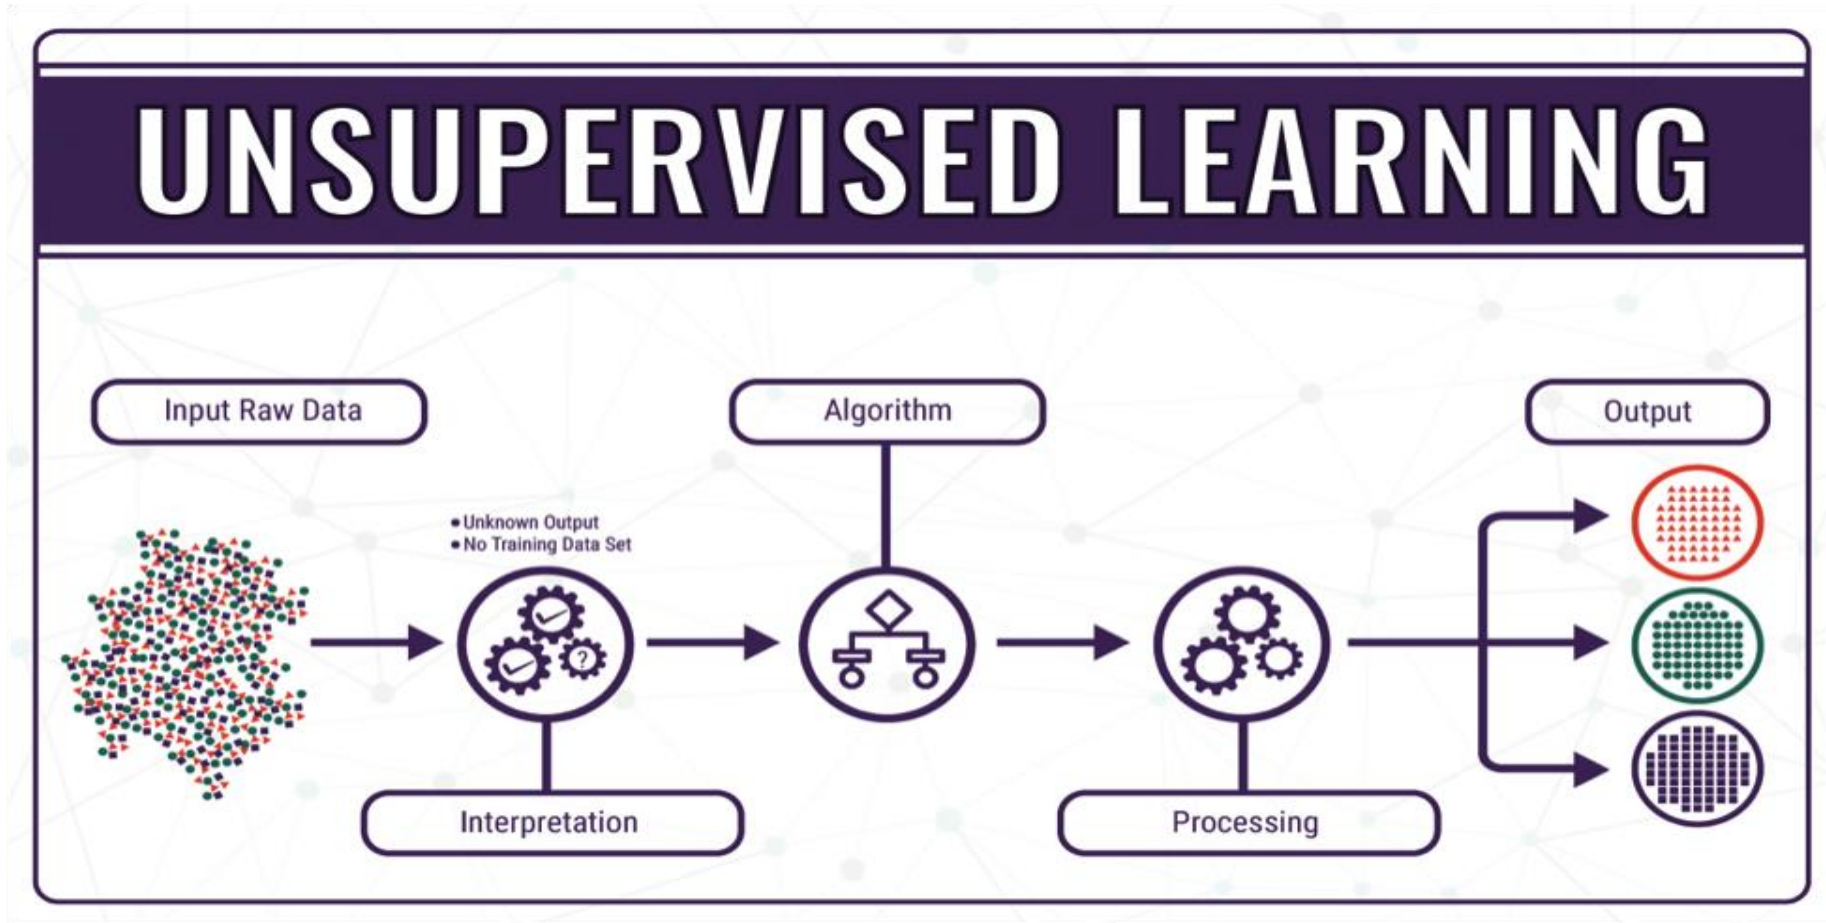 UNSUPERVISED LEARNING
Input Raw Data
Algorithm
Output
• Unknown Output
• No Training Data Set
?
Interpretation
Processing